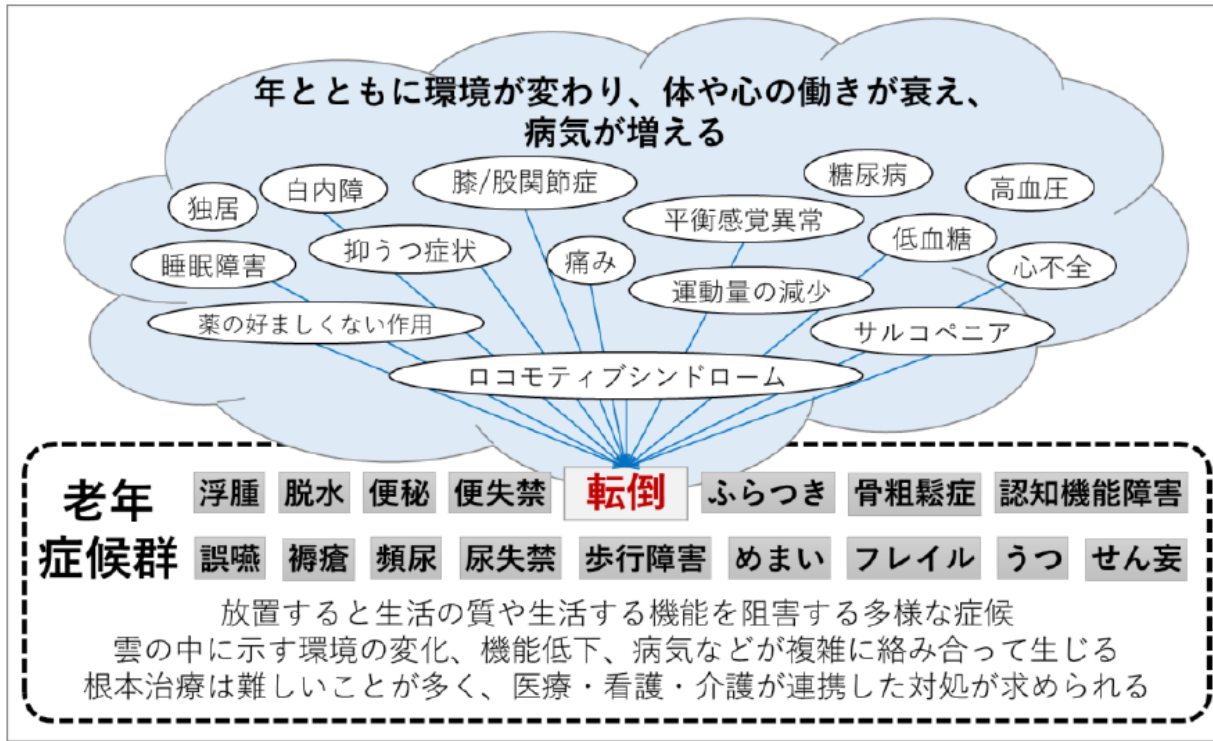 年とともに環境が変わり、体や心の働きが衰え、
病気が増える
独居
白内障
膝/股関節症
糖尿病
高血圧
平衡感覚異常
睡眠障害
抑うつ症状
痛み
低血糖
心不全
運動量の減少
薬の好ましくない作用
サルコペニア
ロコモティブシンドローム
老年
症候群
浮腫 脱水 便秘 便失禁 転倒 ふらつき 骨粗鬆症 認知機能障害
誤嚥 褥瘡 頻尿 尿失禁 歩行障害 めまい フレイル うつ せん妄
放置すると生活の質や生活する機能を阻害する多様な症候
雲の中に示す環境の変化、機能低下、病気などが複雑に絡み合って生じる
根本治療は難しいことが多く、医療・看護・介護が連携した対処が求められる